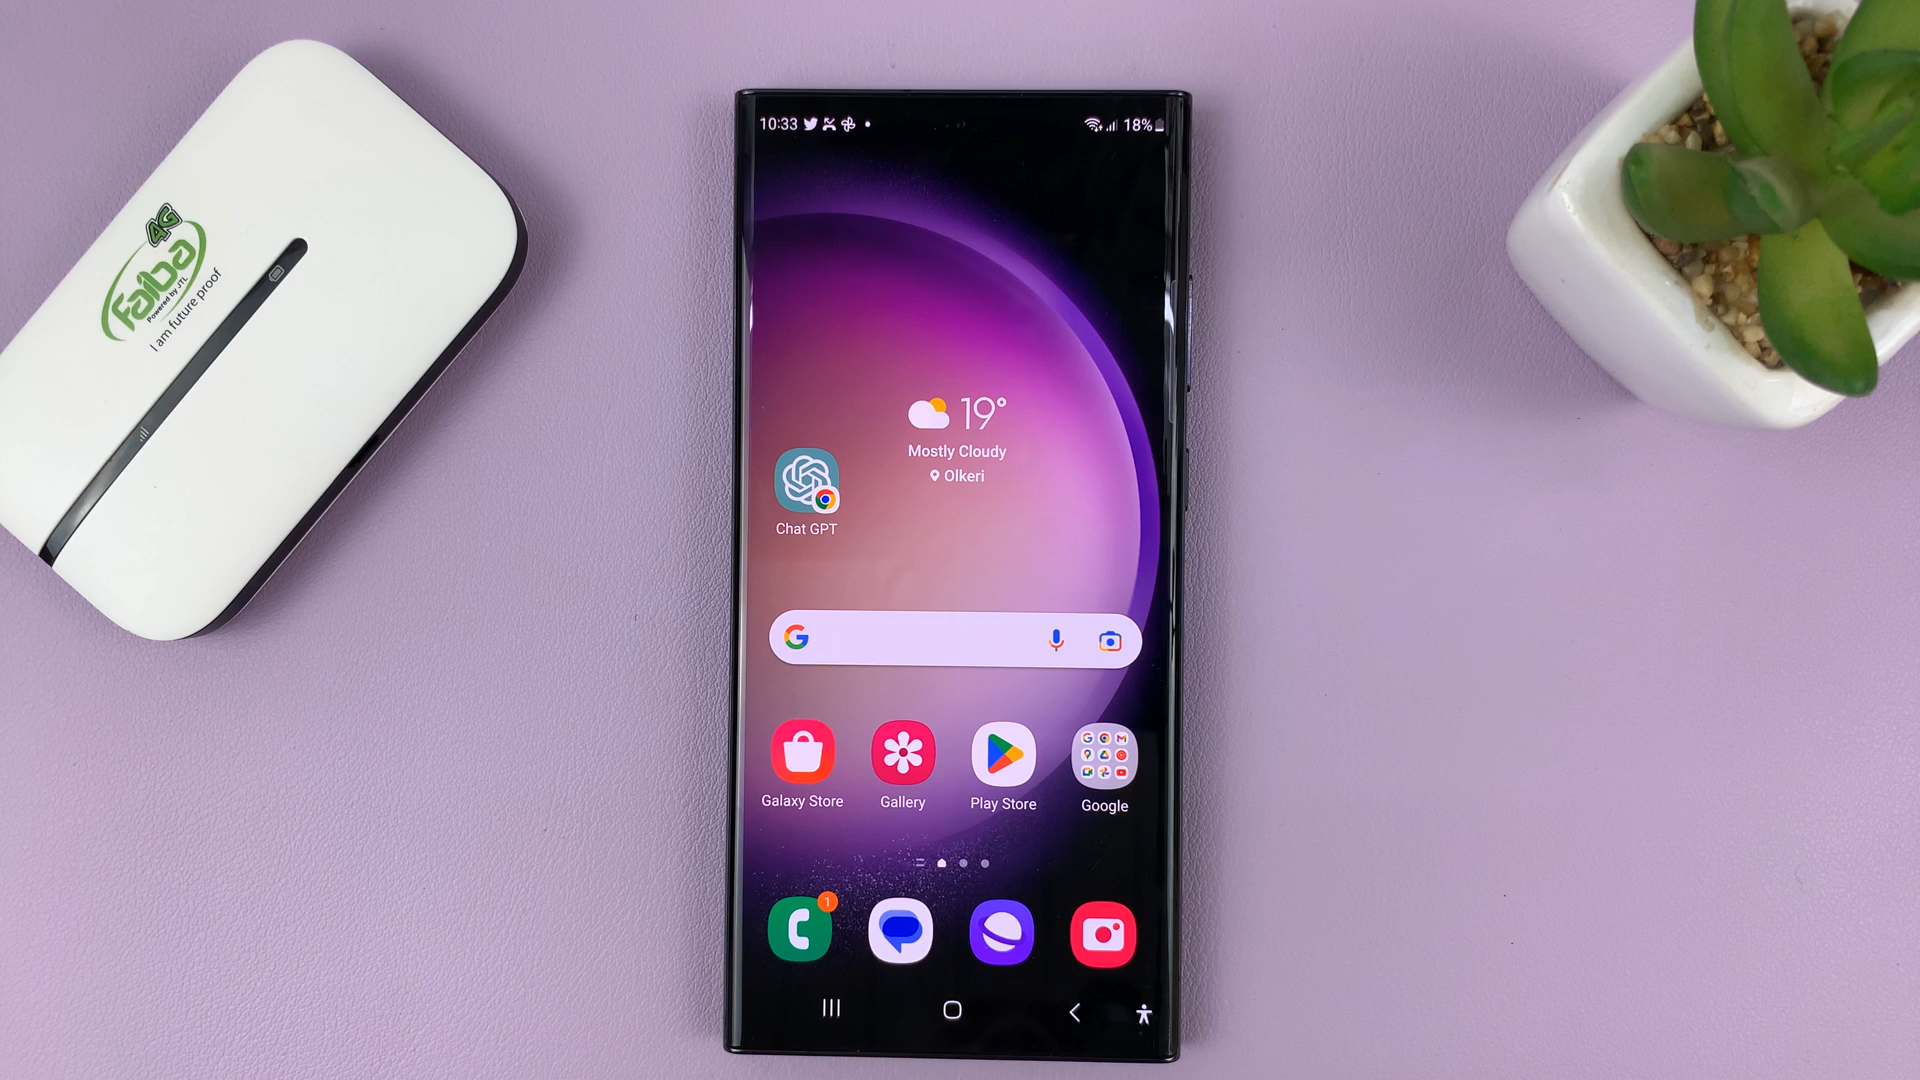 4G
Faiba
Powered by JTL
I am future proof
10:33
18%
19°
Mostly Cloudy
Olkeri
Chat GPT
Galaxy Store
Gallery
Play Store
Google
1